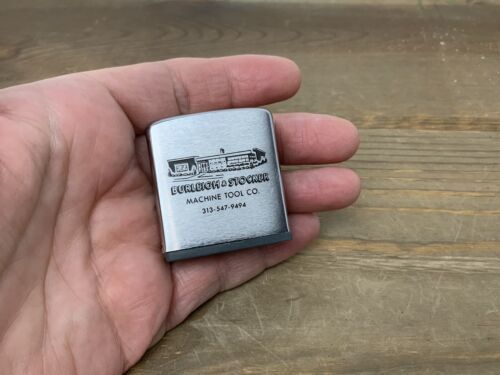 BURLEIGH & STOCKER
MACHINE TOOL CO.
313-547-9494